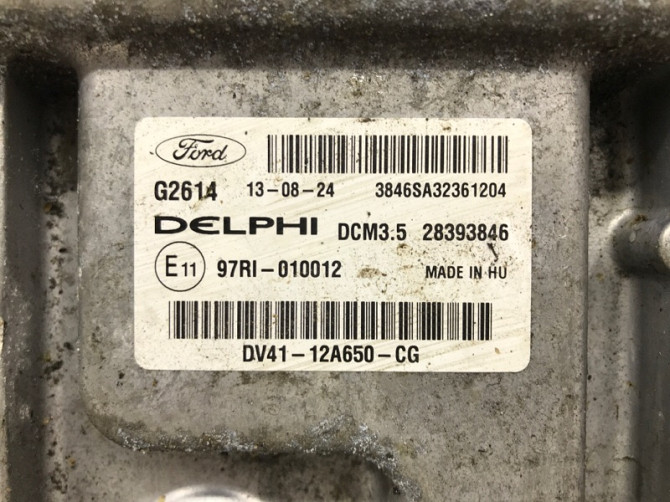 Ford
G2614 13-08-24 3846SA32361204
DELPHI DCM3.5 28393846
E11 97RI-010012 MADE IN HU
DV41-12A650-CG